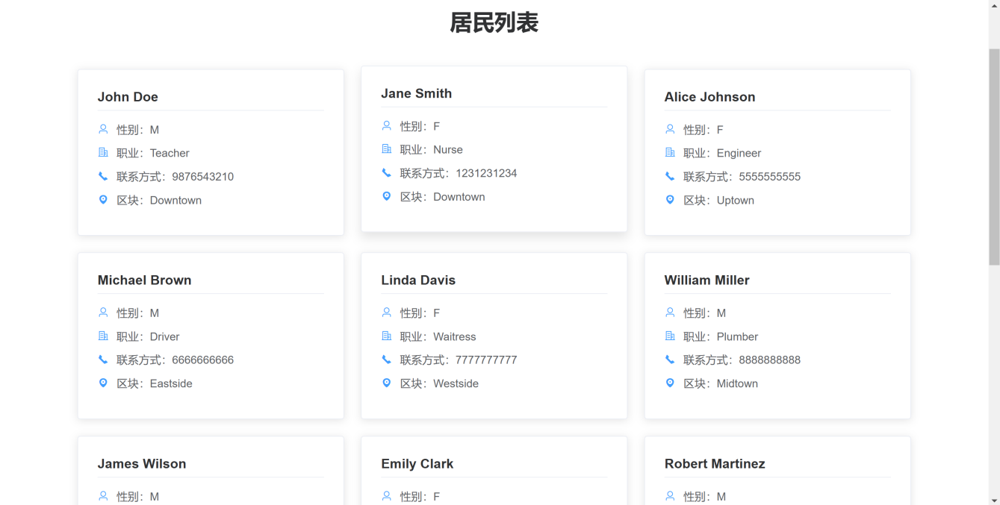 居民列表
John Doe
性别：M
职业：Teacher
联系方式：9876543210
区块：Downtown
Jane Smith
性别：F
职业：Nurse
联系方式：1231231234
区块：Downtown
Alice Johnson
性别：F
职业：Engineer
联系方式：5555555555
区块：Uptown
Michael Brown
性别：M
职业：Driver
联系方式：6666666666
区块：Eastside
Linda Davis
性别：F
职业：Waitress
联系方式：7777777777
区块：Westside
William Miller
性别：M
职业：Plumber
联系方式：8888888888
区块：Midtown
James Wilson
性别：M
Emily Clark
性别：F
Robert Martinez
性别：M